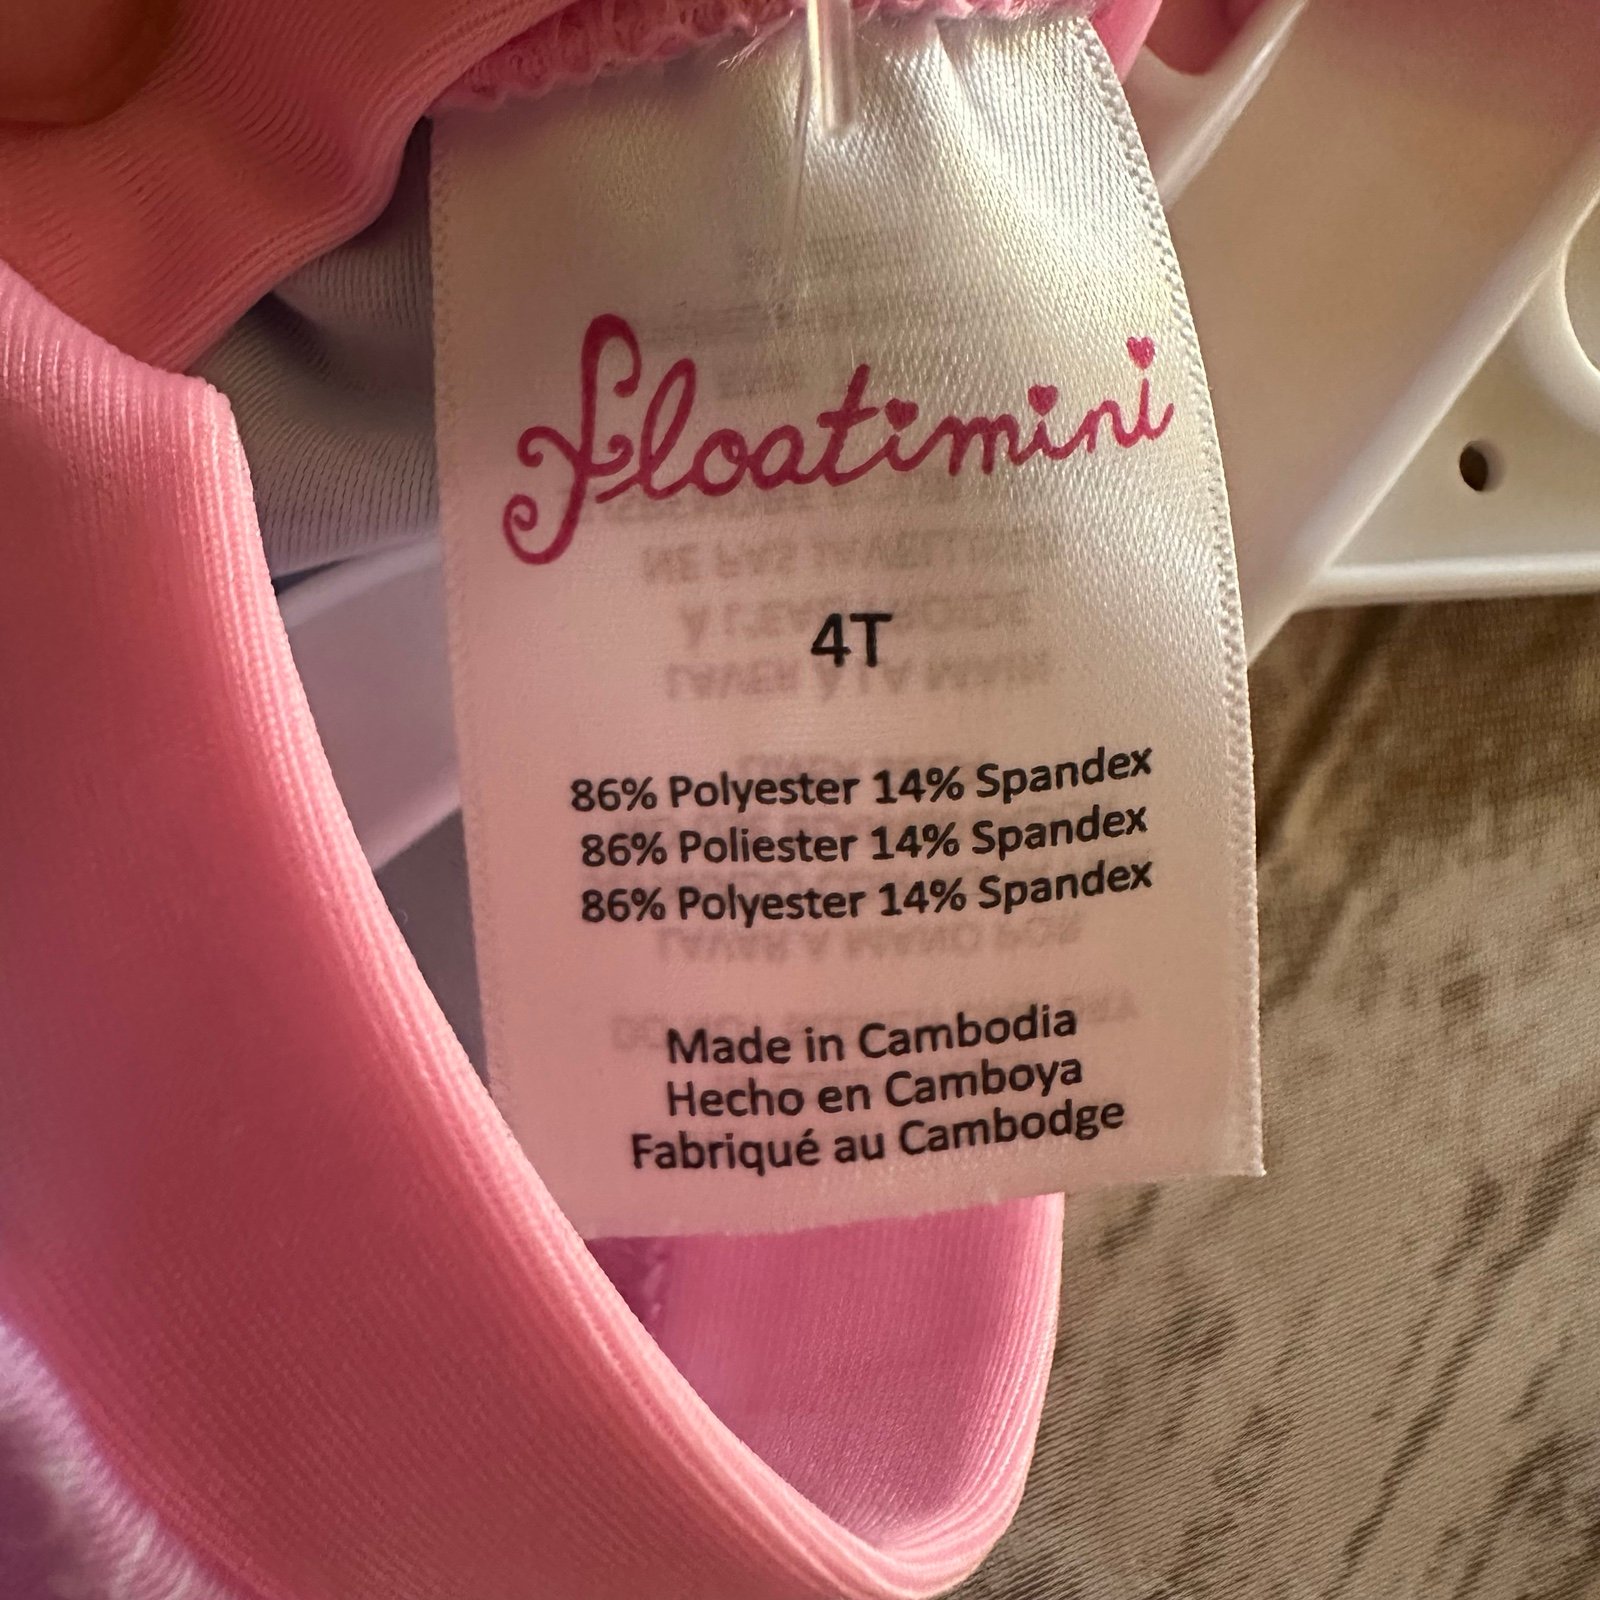 floatimini
4T
86% Polyester 14% Spandex
86% Poliester 14% Spandex
86% Polyester 14% Spandex
Made in Cambodia
Hecho en Camboya
Fabriqué au Cambodge